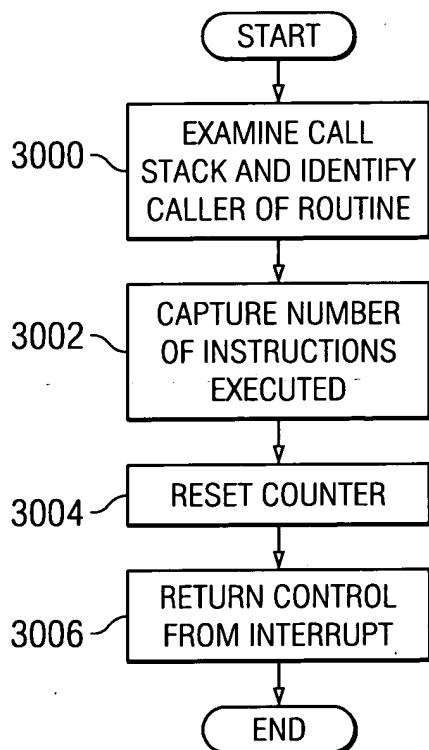 START
3000
EXAMINE CALL
STACK AND IDENTIFY
CALLER OF ROUTINE
3002
CAPTURE NUMBER
OF INSTRUCTIONS
EXECUTED
3004
RESET COUNTER
3006
RETURN CONTROL
FROM INTERRUPT
END